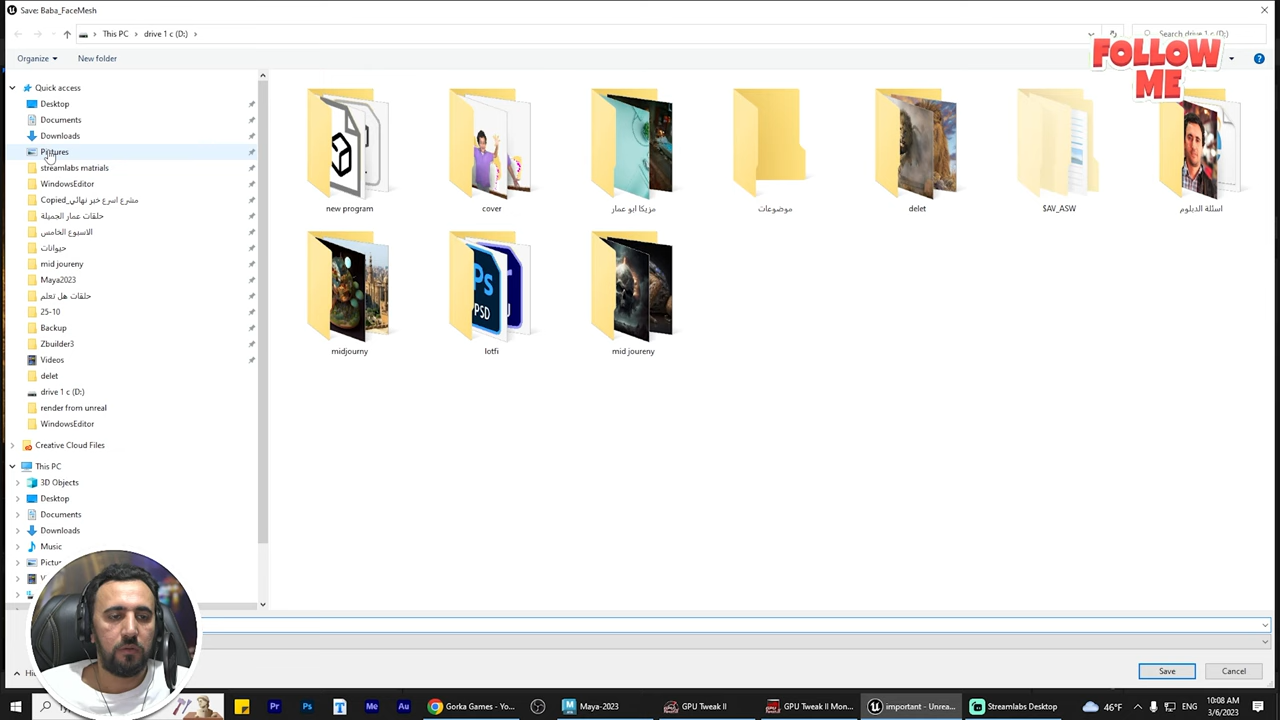 Save: Baba_FaceMesh
This PC
drive 1 c (D:)
Search drive 1 c (D:)
FOLLOW
ME
Organize
New folder
Quick access
Desktop
Documents
Downloads
Pictures
streamlabs matrials
WindowsEditor
Copied_مشرع اسرع خبر نهائي
حلقات عمار الجميلة
الاسبوع الخامس
حيوانات
mid joureny
Maya2023
حلقات هل تعلم
25-10
Backup
Zbuilder3
Videos
delet
drive 1 c (D:)
render from unreal
WindowsEditor
Creative Cloud Files
This PC
3D Objects
Desktop
Documents
Downloads
Music
new program
cover
مزيكا ابو عمار
موضوعات
delet
$AV_ASW
اسئلة الدبلوم
midjourny
PSD
lotfi
mid joureny
Save
Cancel
Gorka Games - Yo...
Maya-2023
GPU Tweak II
GPU Tweak II Mon...
important - Unrea...
Streamlabs Desktop
46°F
ENG
10:08 AM
3/6/2023